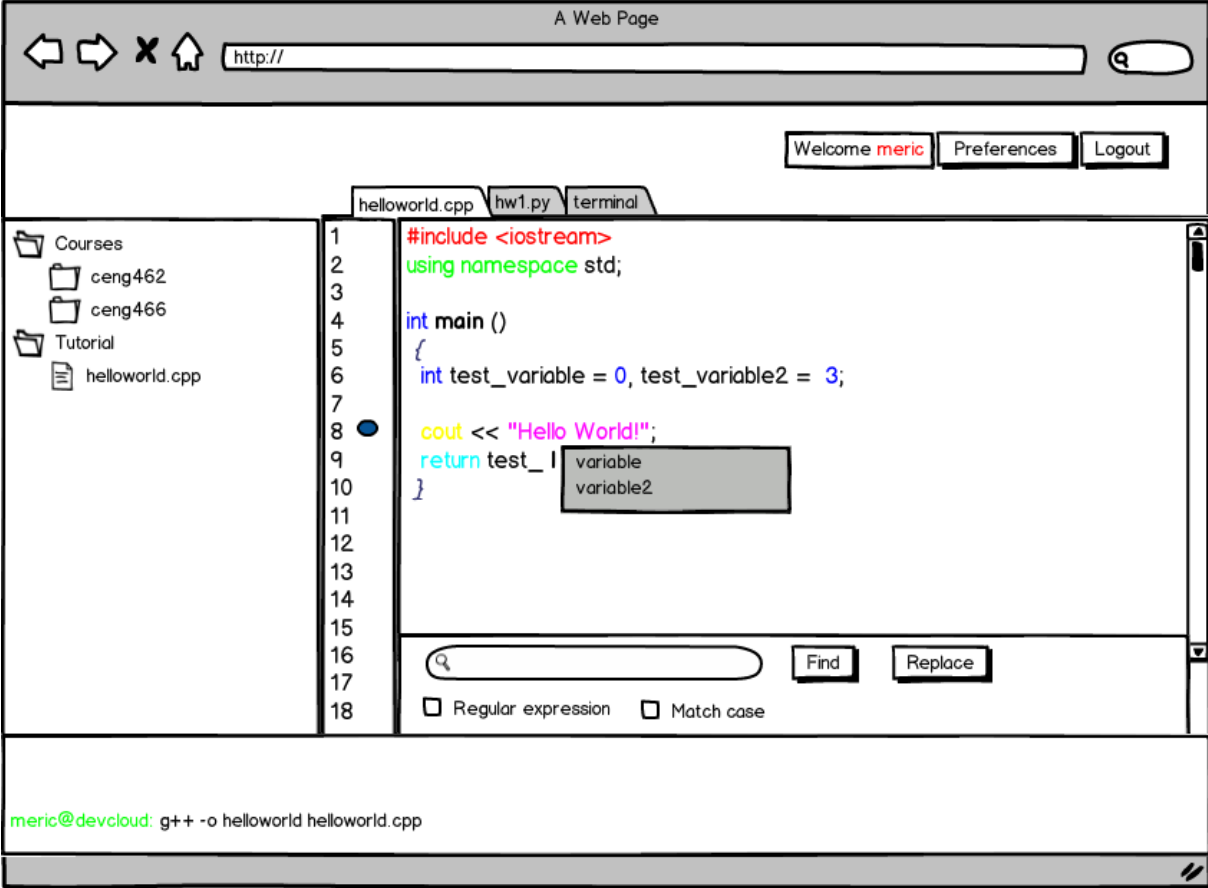 A Web Page
http://
Welcome meric Preferences Logout
helloworld.cpp hw1.py terminal
Courses
ceng462
ceng466
Tutorial
helloworld.cpp
1 #include <iostream>
2 using namespace std;
3
4 int main ()
5 {
6 int test_variable = 0, test_variable2 = 3;
7
8 cout << "Hello World!";
9 return test_
variable
variable2
10 }
11
12
13
14
15
16
17
18
Find Replace
Regular expression Match case
meric@devcloud: g++ -o helloworld helloworld.cpp